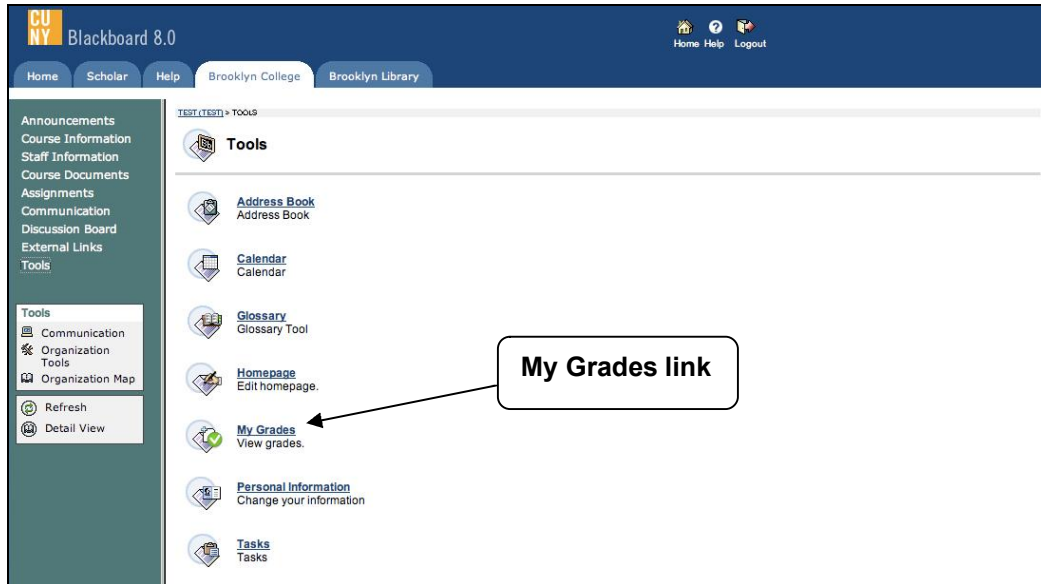 CU
NY Blackboard 8.0
Home Help Logout
Home Scholar Help Brooklyn College Brooklyn Library
TEST (TEST) > TOOLS
Tools
Announcements
Course Information
Staff Information
Course Documents
Assignments
Communication
Discussion Board
External Links
Tools
Tools
Communication
Organization
Tools
Organization Map
Refresh
Detail View
Address Book
Address Book
Calendar
Calendar
Glossary
Glossary Tool
Homepage
Edit homepage.
My Grades
View grades.
Personal Information
Change your information
Tasks
Tasks
My Grades link